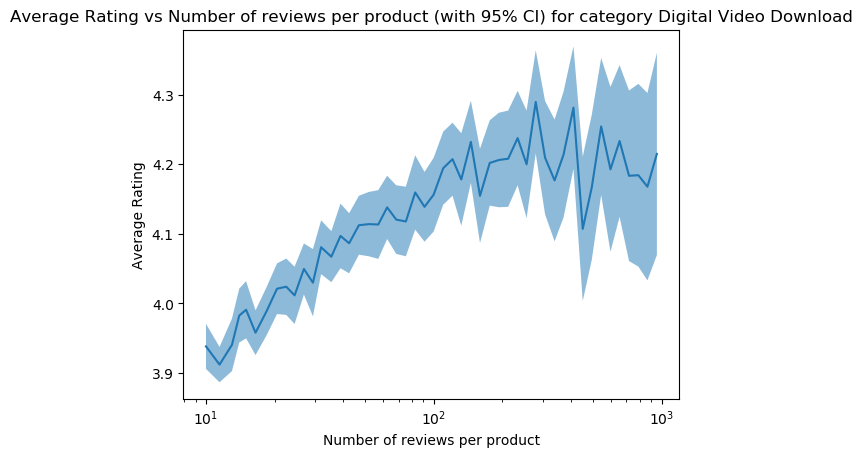 Average Rating vs Number of reviews per product (with 95% CI) for category Digital Video Download
4.3
4.2
4.1
4.0
3.9
Average Rating
10¹
10²
10³
Number of reviews per product